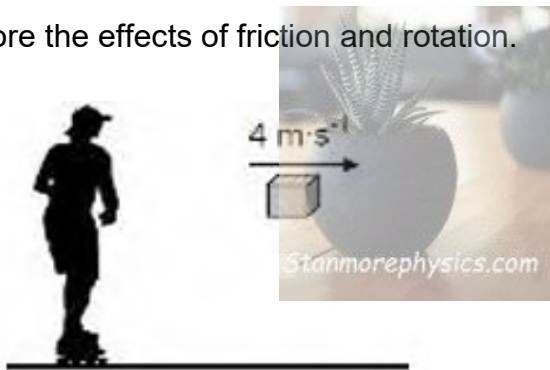 ore the effects of friction and rotation.
4 m·s⁻¹
Stanmorephysics.com